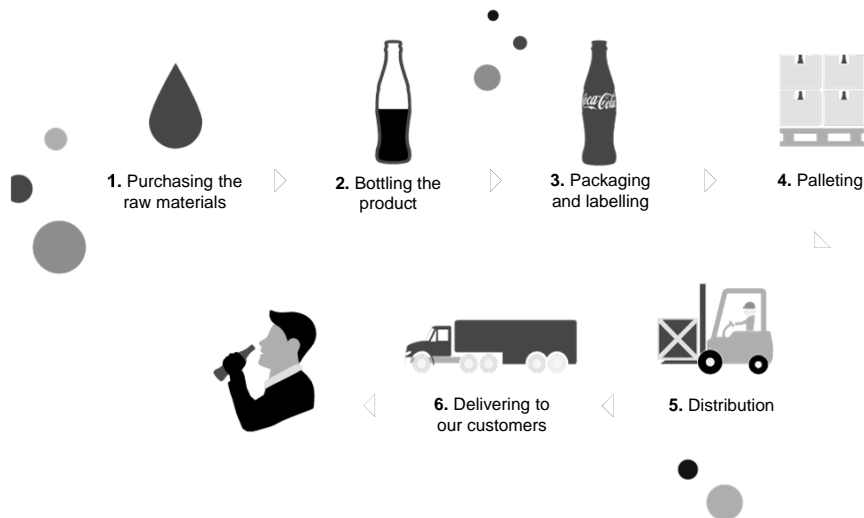 Coca-Cola
1. Purchasing the
raw materials
2. Bottling the
product
3. Packaging
and labelling
4. Palleting
5. Distribution
6. Delivering to
our customers